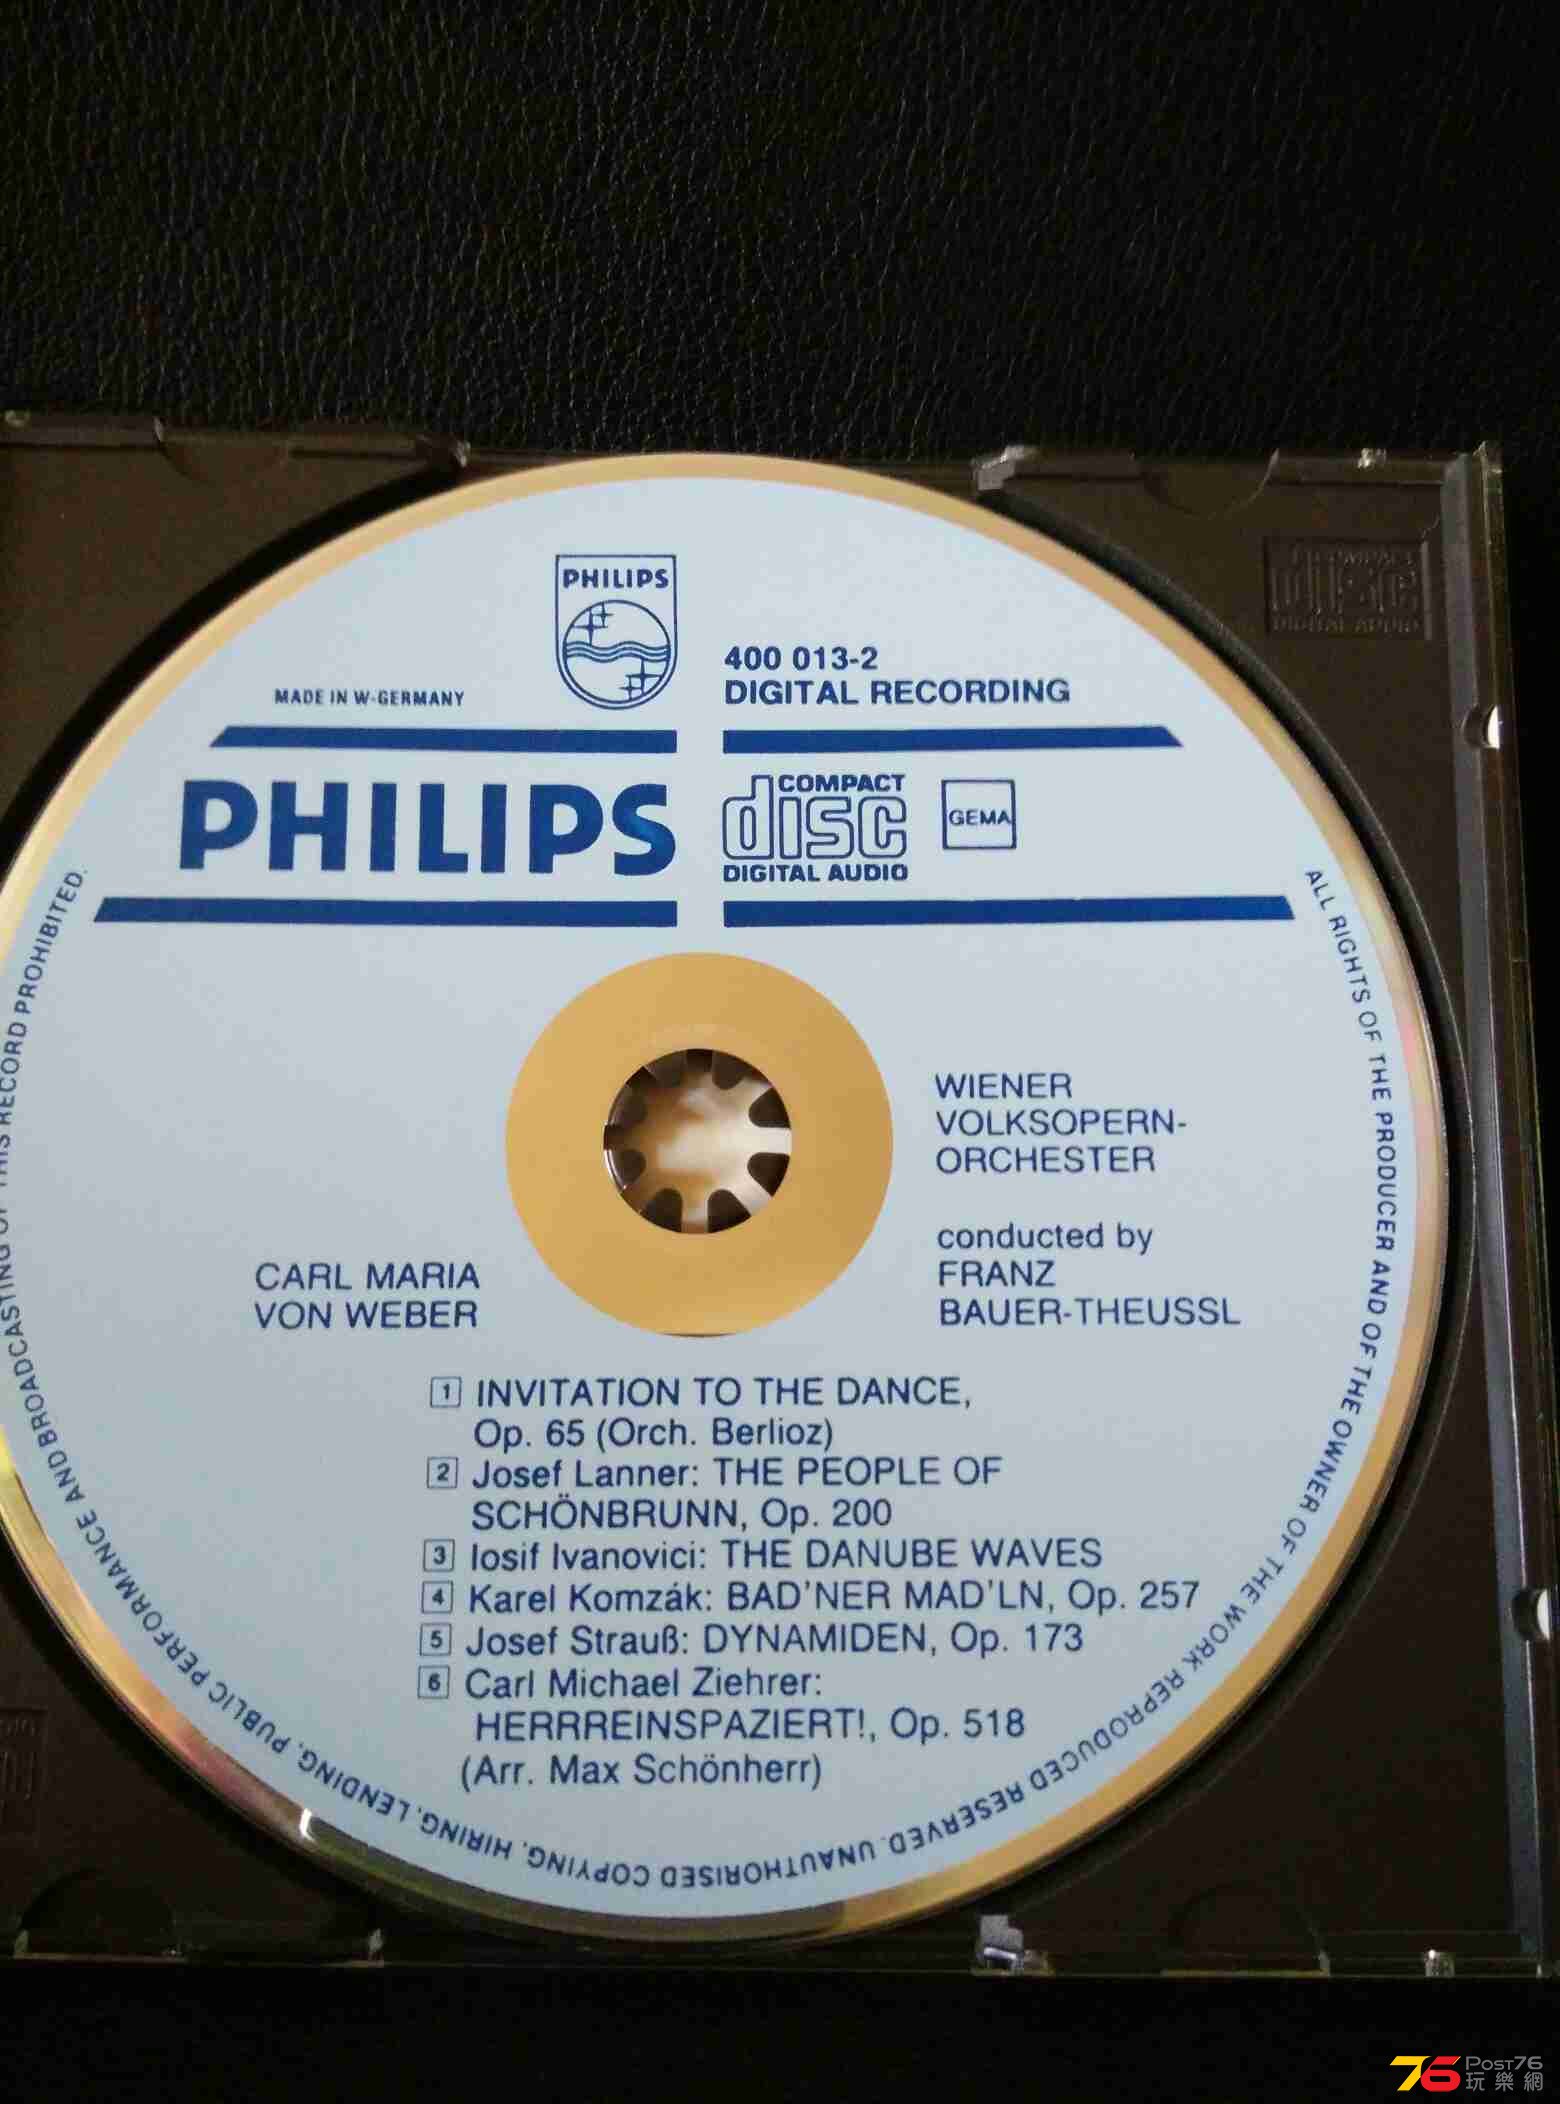 PHILIPS
400 013-2
DIGITAL RECORDING
MADE IN W-GERMANY
PHILIPS
COMPACT
disc
DIGITAL AUDIO
GEMA
WIENER
VOLKSOPERN-
ORCHESTER
conducted by
FRANZ
BAUER-THEUSSL
CARL MARIA
VON WEBER
1 INVITATION TO THE DANCE,
Op. 65 (Orch. Berlioz)
2 Josef Lanner: THE PEOPLE OF
SCHÖNBRUNN, Op. 200
3 Iosif Ivanovici: THE DANUBE WAVES
4 Karel Komzák: BAD'NER MAD'LN, Op. 257
5 Josef Strauß: DYNAMIDEN, Op. 173
6 Carl Michael Ziehrer:
HERRREINSPAZIERT!, Op. 518
(Arr. Max Schönherr)
ALL RIGHTS OF THE PRODUCER AND OF THE OWNER OF THE WORK REPRODUCED RESERVED. UNAUTHORISED COPYING, HIRING, LENDING, PUBLIC PERFORMANCE AND BROADCASTING OF THIS RECORD PROHIBITED.
COMPACT
disc
DIGITAL AUDIO
76 Post76
玩樂網